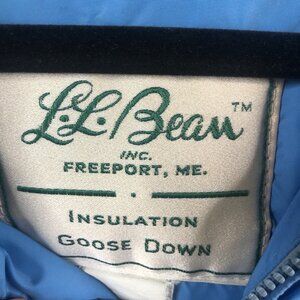 L.L.Bean™
INC.
FREEPORT, ME.
INSULATION
GOOSE DOWN